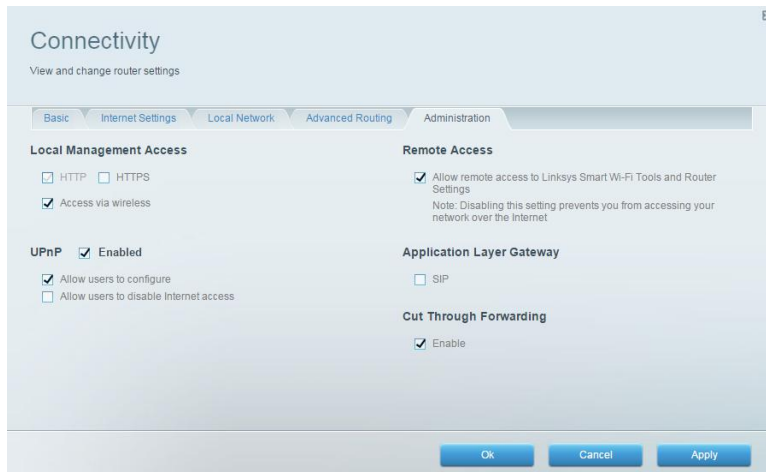 Connectivity
View and change router settings
Basic
Internet Settings
Local Network
Advanced Routing
Administration
Local Management Access
HTTP
HTTPS
Access via wireless
UPnP
Enabled
Allow users to configure
Allow users to disable Internet access
Remote Access
Allow remote access to Linksys Smart Wi-Fi Tools and Router
Settings
Note: Disabling this setting prevents you from accessing your
network over the Internet
Application Layer Gateway
SIP
Cut Through Forwarding
Enable
Ok
Cancel
Apply